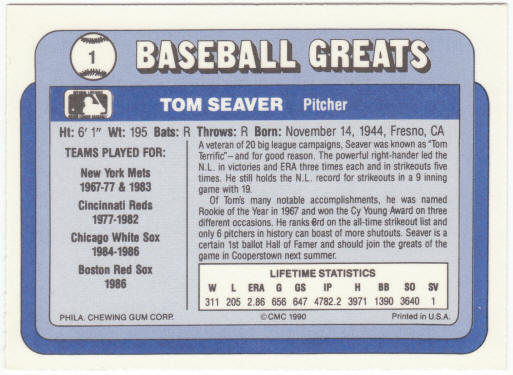 1
BASEBALL GREATS
TOM SEAVER Pitcher
Ht: 6' 1" Wt: 195 Bats: R Throws: R Born: November 14, 1944, Fresno, CA
TEAMS PLAYED FOR:
New York Mets
1967-77 & 1983
Cincinnati Reds
1977-1982
Chicago White Sox
1984-1986
Boston Red Sox
1986
A veteran of 20 big league campaigns, Seaver was known as "Tom
Terrific"—and for good reason. The powerful right-hander led the
N.L. in victories and ERA three times each and in strikeouts five
times. He still holds the N.L. record for strikeouts in a 9 inning
game with 19.
Of Tom's many notable accomplishments, he was named
Rookie of the Year in 1967 and won the Cy Young Award on three
different occasions. He ranks 3rd on the all-time strikeout list and
only 6 pitchers in history can boast of more shutouts. Seaver is a
certain 1st ballot Hall of Famer and should join the greats of the
game in Cooperstown next summer.
LIFETIME STATISTICS
W L ERA G GS IP H BB SO SV
311 205 2.86 656 647 4782.2 3971 1390 3640 1
PHILA. CHEWING GUM CORP. ©CMC 1990 Printed in U.S.A.